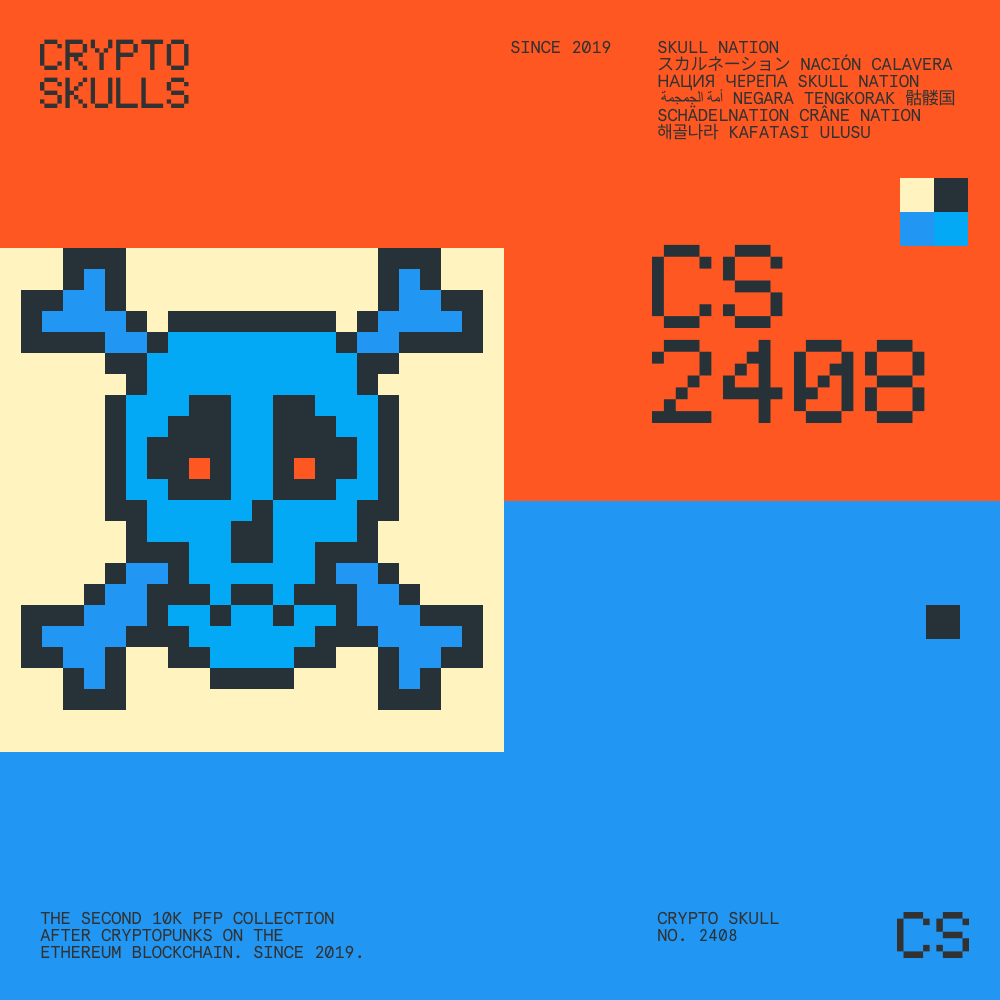 CRYPTO
SKULLS
SINCE 2019
SKULL NATION
スカルネーション NACIÓN CALAVERA
НАЦИЯ ЧЕРЕПА SKULL NATION
أمة الجمجمة NEGARA TENGKORAK 骷髅国
SCHÄDELNATION CRÂNE NATION
해골나라 KAFATASI ULUSU
CS
2408
THE SECOND 10K PFP COLLECTION
AFTER CRYPTOPUNKS ON THE
ETHEREUM BLOCKCHAIN. SINCE 2019.
CRYPTO SKULL
NO. 2408
CS